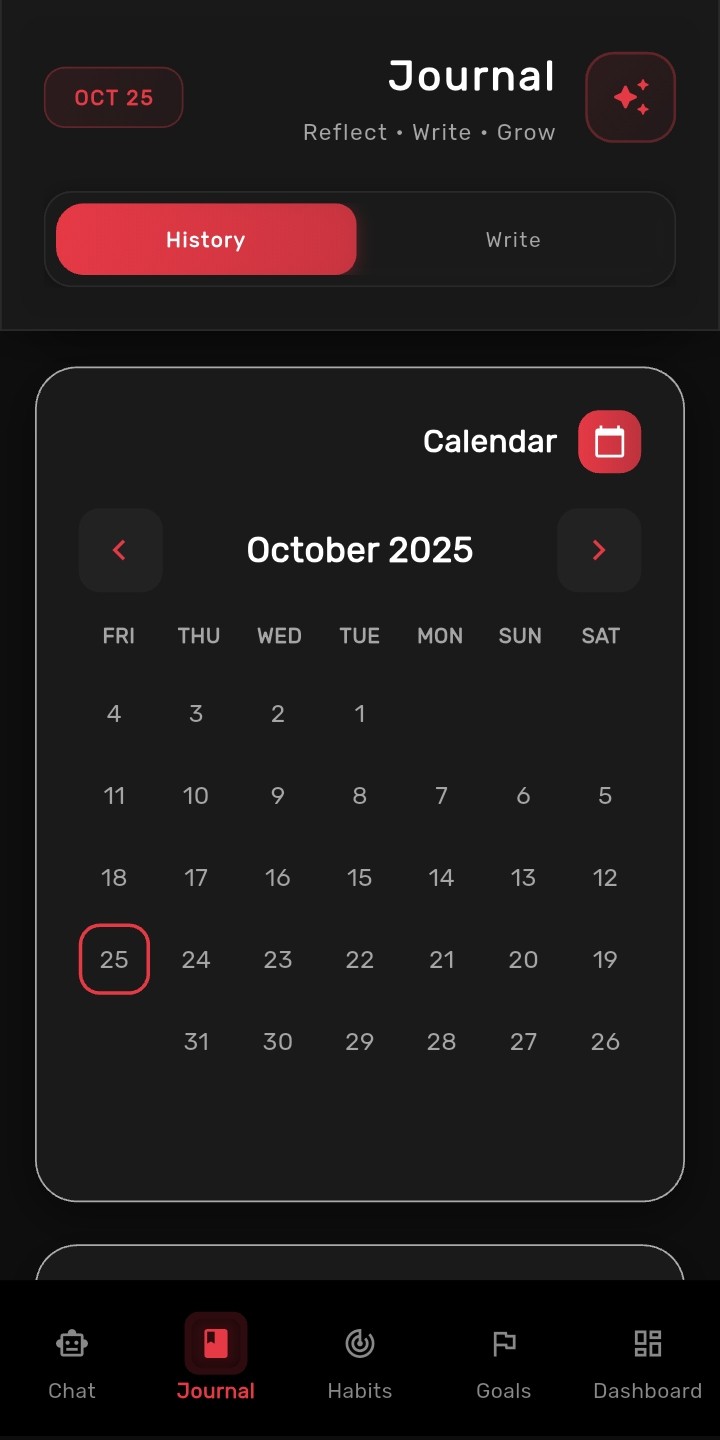 OCT 25
Journal
Reflect • Write • Grow
History
Write
Calendar
October 2025
FRI THU WED TUE MON SUN SAT
4 3 2 1
11 10 9 8 7 6 5
18 17 16 15 14 13 12
25 24 23 22 21 20 19
31 30 29 28 27 26
Chat
Journal
Habits
Goals
Dashboard